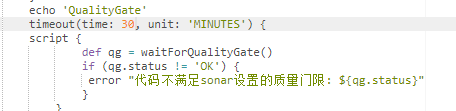 echo 'QualityGate'
timeout(time: 30, unit: 'MINUTES') {
script {
def qg = waitForQualityGate()
if (qg.status != 'OK') {
error "代码不满足sonar设置的质量门限: ${qg.status}"
}
}